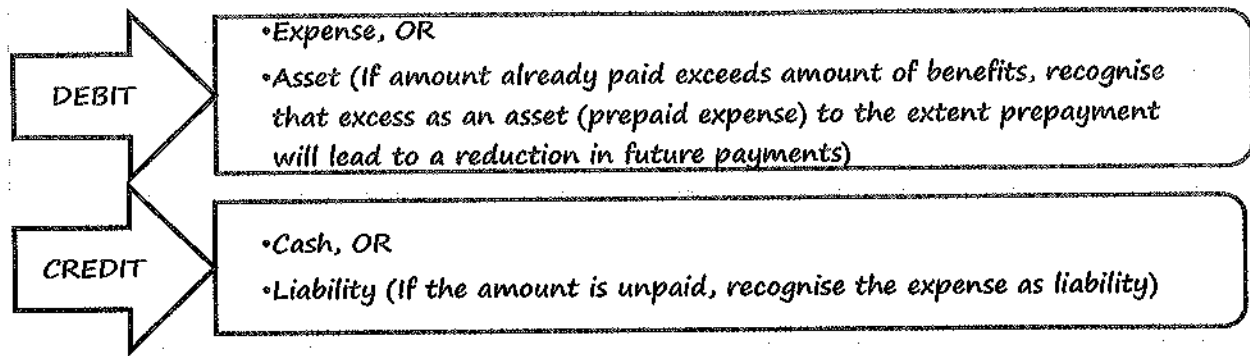 DEBIT
•Expense, OR
•Asset (If amount already paid exceeds amount of benefits, recognise
that excess as an asset (prepaid expense) to the extent prepayment
will lead to a reduction in future payments)
CREDIT
•Cash, OR
•Liability (If the amount is unpaid, recognise the expense as liability)